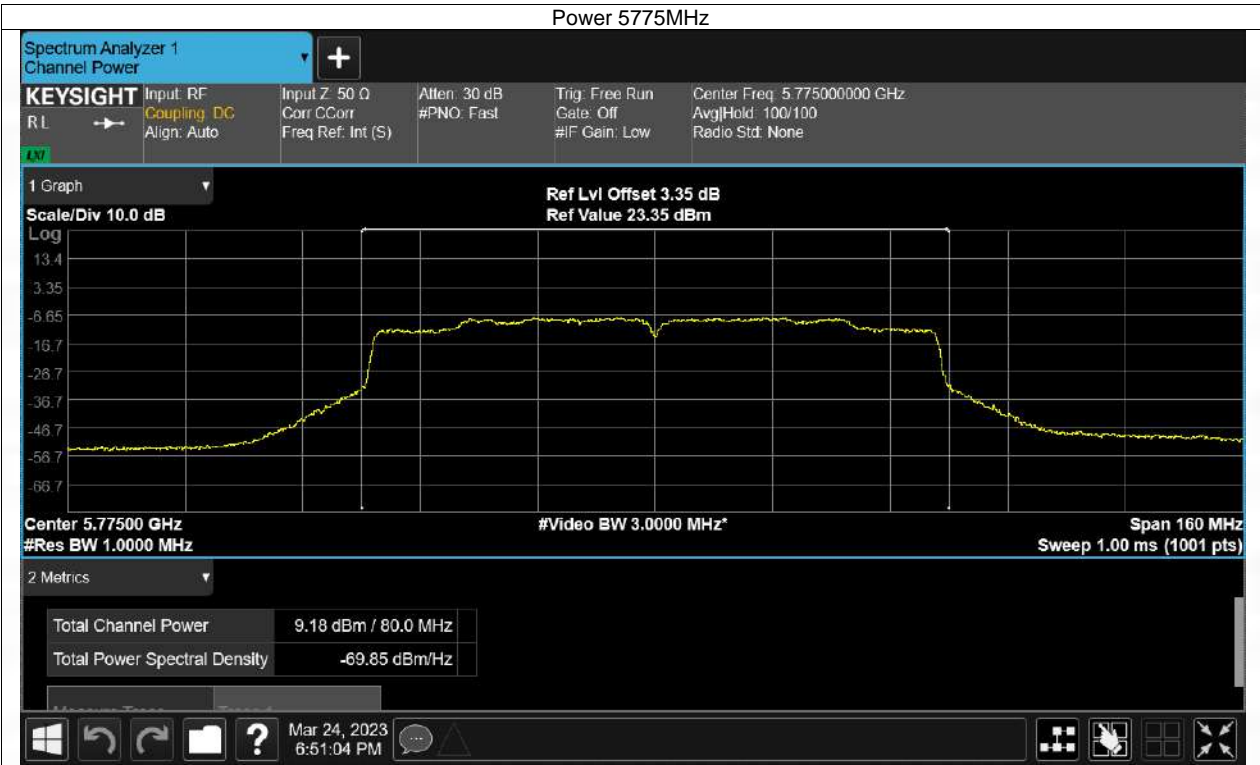 Power 5775MHz
Spectrum Analyzer 1
Channel Power
KEYSIGHT Input: RF Input Z: 50 Ω Atten: 30 dB Trig: Free Run Center Freq: 5.775000000 GHz
RL Coupling: DC Corr CCorr #PNO: Fast Gate: Off Avg|Hold: 100/100
Align: Auto Freq Ref: Int (S) #IF Gain: Low Radio Std: None
LXI
1 Graph
Ref Lvl Offset 3.35 dB
Scale/Div 10.0 dB Ref Value 23.35 dBm
Log
13.4
3.35
-6.65
-16.7
-26.7
-36.7
-46.7
-56.7
-66.7
Center 5.77500 GHz #Video BW 3.0000 MHz* Span 160 MHz
#Res BW 1.0000 MHz Sweep 1.00 ms (1001 pts)
2 Metrics
Total Channel Power 9.18 dBm / 80.0 MHz
Total Power Spectral Density -69.85 dBm/Hz
? Mar 24, 2023
6:51:04 PM